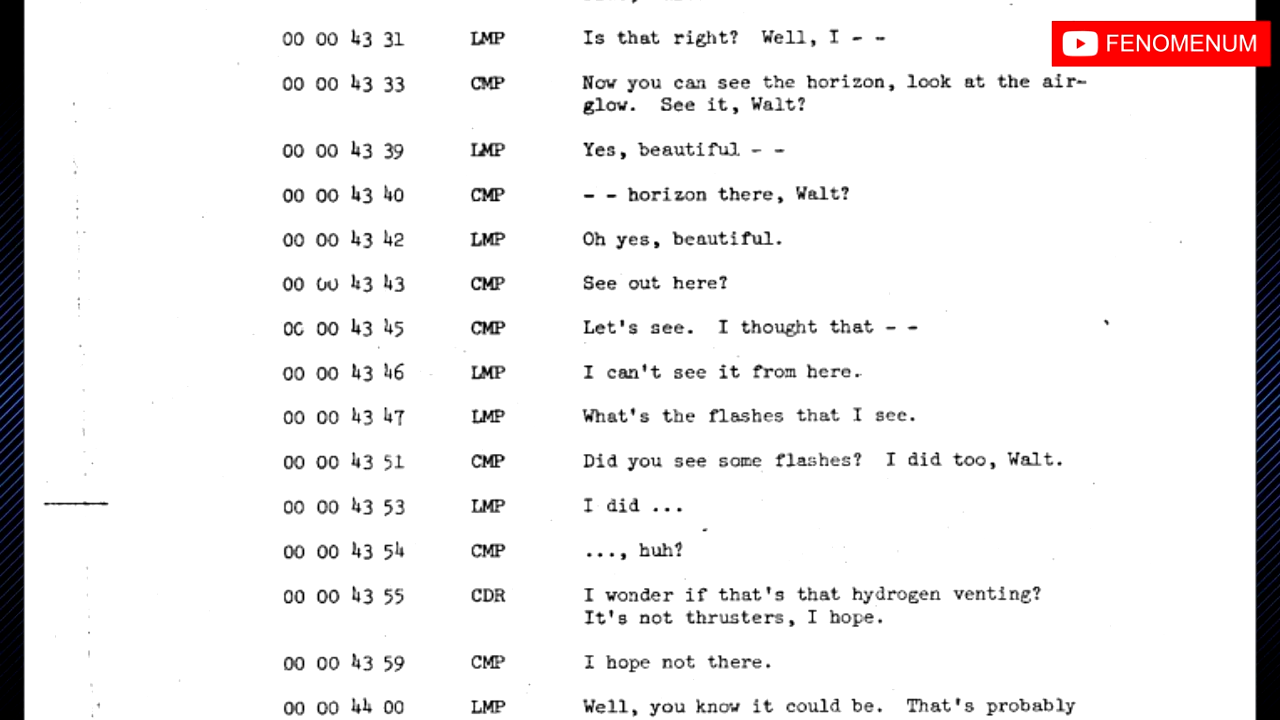 FENOMENUM
00 00 43 31 LMP Is that right? Well, I - -
00 00 43 33 CMP Now you can see the horizon, look at the air-
glow. See it, Walt?
00 00 43 39 LMP Yes, beautiful - -
00 00 43 40 CMP - - horizon there, Walt?
00 00 43 42 LMP Oh yes, beautiful.
00 00 43 43 CMP See out here?
00 00 43 45 CMP Let's see. I thought that - -
00 00 43 46 LMP I can't see it from here.
00 00 43 47 LMP What's the flashes that I see.
00 00 43 51 CMP Did you see some flashes? I did too, Walt.
00 00 43 53 LMP I did ...
00 00 43 54 CMP ..., huh?
00 00 43 55 CDR I wonder if that's that hydrogen venting?
It's not thrusters, I hope.
00 00 43 59 CMP I hope not there.
00 00 44 00 LMP Well, you know it could be. That's probably